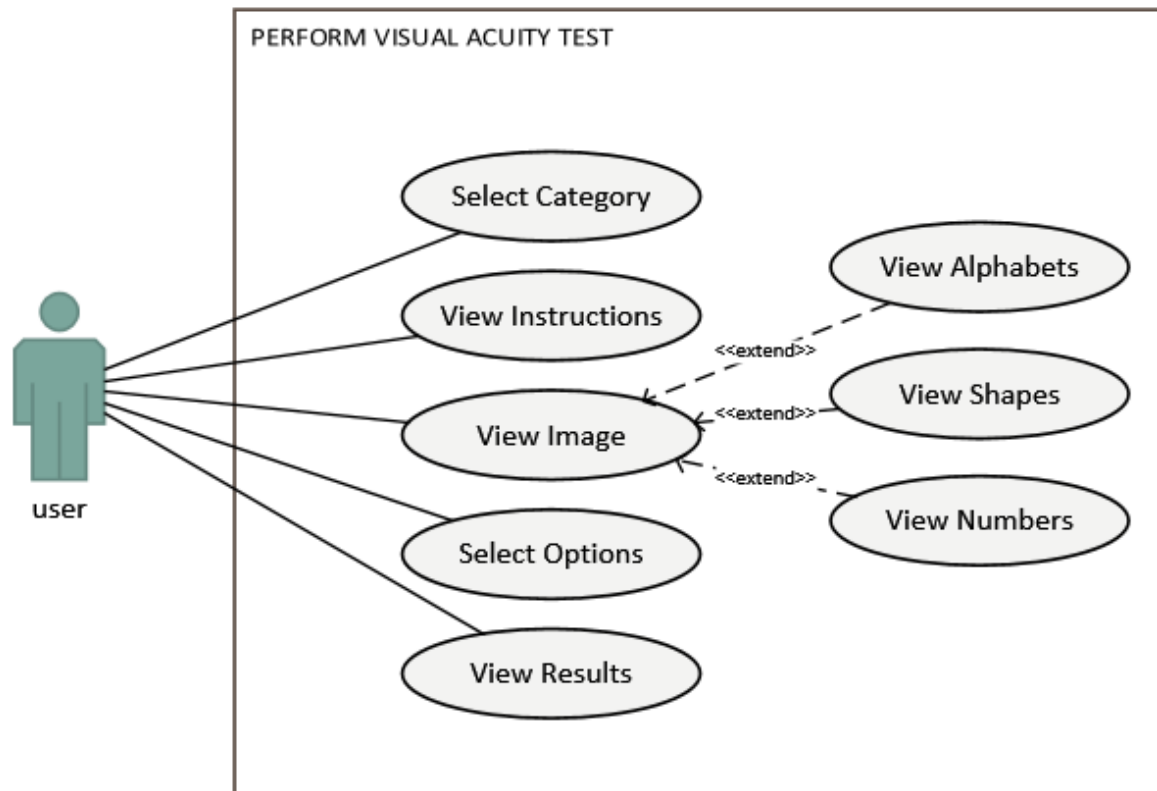 PERFORM VISUAL ACUITY TEST
Select Category
View Instructions
View Image
Select Options
View Results
View Alphabets
View Shapes
View Numbers
<<extend>>
<<extend>>
<<extend>>
user